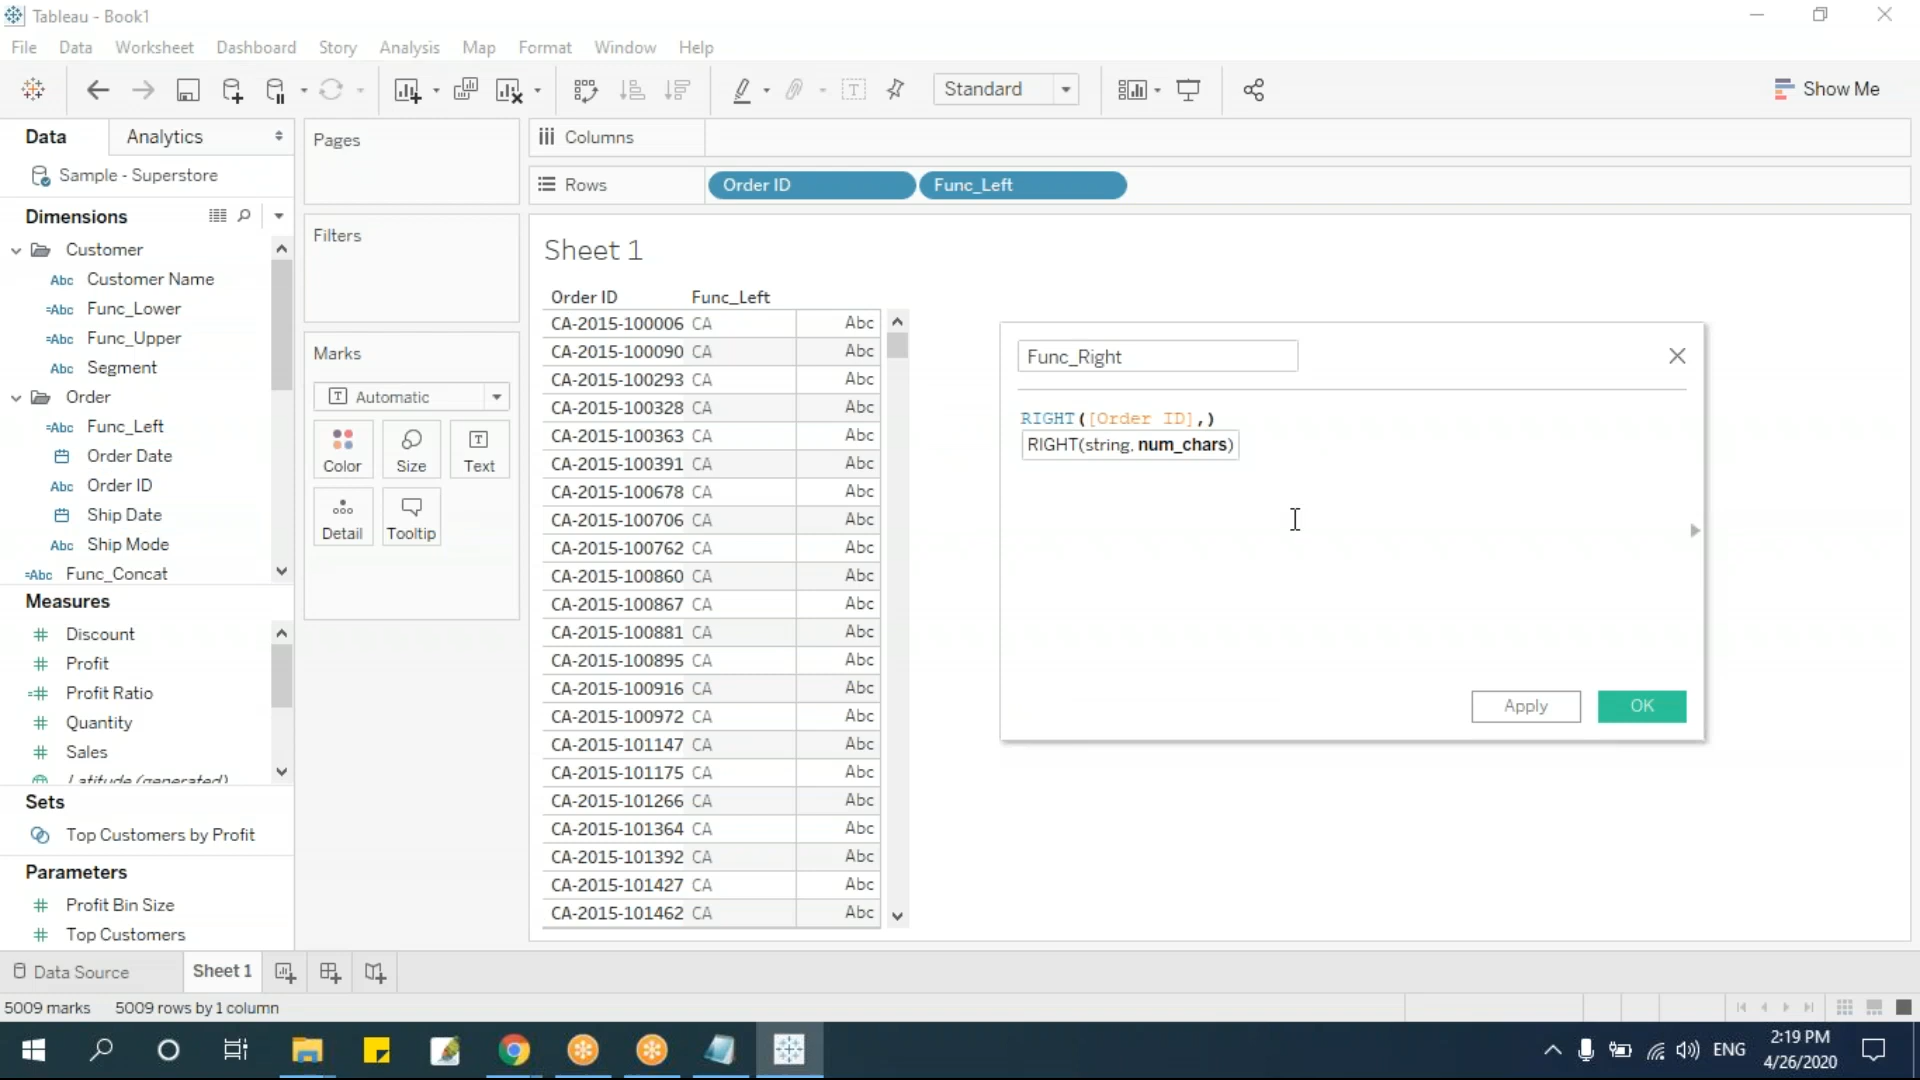 Tableau - Book1
File Data Worksheet Dashboard Story Analysis Map Format Window Help
Standard
Show Me
Data Analytics
Sample - Superstore
Dimensions
Customer
Abc Customer Name
=Abc Func_Lower
=Abc Func_Upper
Abc Segment
Order
=Abc Func_Left
Order Date
Abc Order ID
Ship Date
Abc Ship Mode
=Abc Func_Concat
Measures
# Discount
# Profit
=# Profit Ratio
# Quantity
# Sales
Latitude (generated)
Sets
Top Customers by Profit
Parameters
# Profit Bin Size
# Top Customers
Pages
Filters
Marks
T Automatic
Color Size Text
Detail Tooltip
Columns
Rows Order ID Func_Left
Sheet 1
Order ID Func_Left
CA-2015-100006 CA Abc
CA-2015-100090 CA Abc
CA-2015-100293 CA Abc
CA-2015-100328 CA Abc
CA-2015-100363 CA Abc
CA-2015-100391 CA Abc
CA-2015-100678 CA Abc
CA-2015-100706 CA Abc
CA-2015-100762 CA Abc
CA-2015-100860 CA Abc
CA-2015-100867 CA Abc
CA-2015-100881 CA Abc
CA-2015-100895 CA Abc
CA-2015-100916 CA Abc
CA-2015-100972 CA Abc
CA-2015-101147 CA Abc
CA-2015-101175 CA Abc
CA-2015-101266 CA Abc
CA-2015-101364 CA Abc
CA-2015-101392 CA Abc
CA-2015-101427 CA Abc
CA-2015-101462 CA Abc
Func_Right
RIGHT([Order ID],)
RIGHT(string, num_chars)
Apply OK
Data Source Sheet 1
5009 marks 5009 rows by 1 column
ENG
2:19 PM
4/26/2020